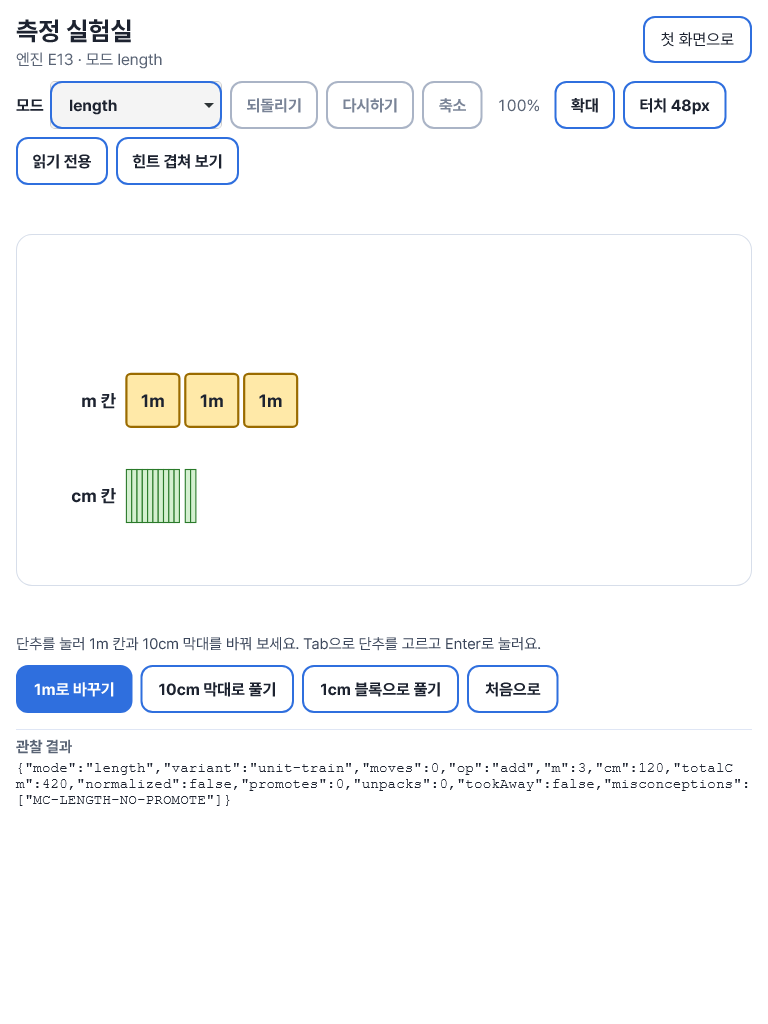 측정 실험실
엔진 E13 · 모드 length
첫 화면으로
모드 length 되돌리기 다시하기 축소 100% 확대 터치 48px
읽기 전용 힌트 겹쳐 보기
m 칸 1m 1m 1m
cm 칸
단추를 눌러 1m 칸과 10cm 막대를 바꿔 보세요. Tab으로 단추를 고르고 Enter로 눌러요.
1m로 바꾸기 10cm 막대로 풀기 1cm 블록으로 풀기 처음으로
관찰 결과
{"mode":"length","variant":"unit-train","moves":0,"op":"add","m":3,"cm":120,"totalC
m":420,"normalized":false,"promotes":0,"unpacks":0,"tookAway":false,"misconceptions":
["MC-LENGTH-NO-PROMOTE"]}